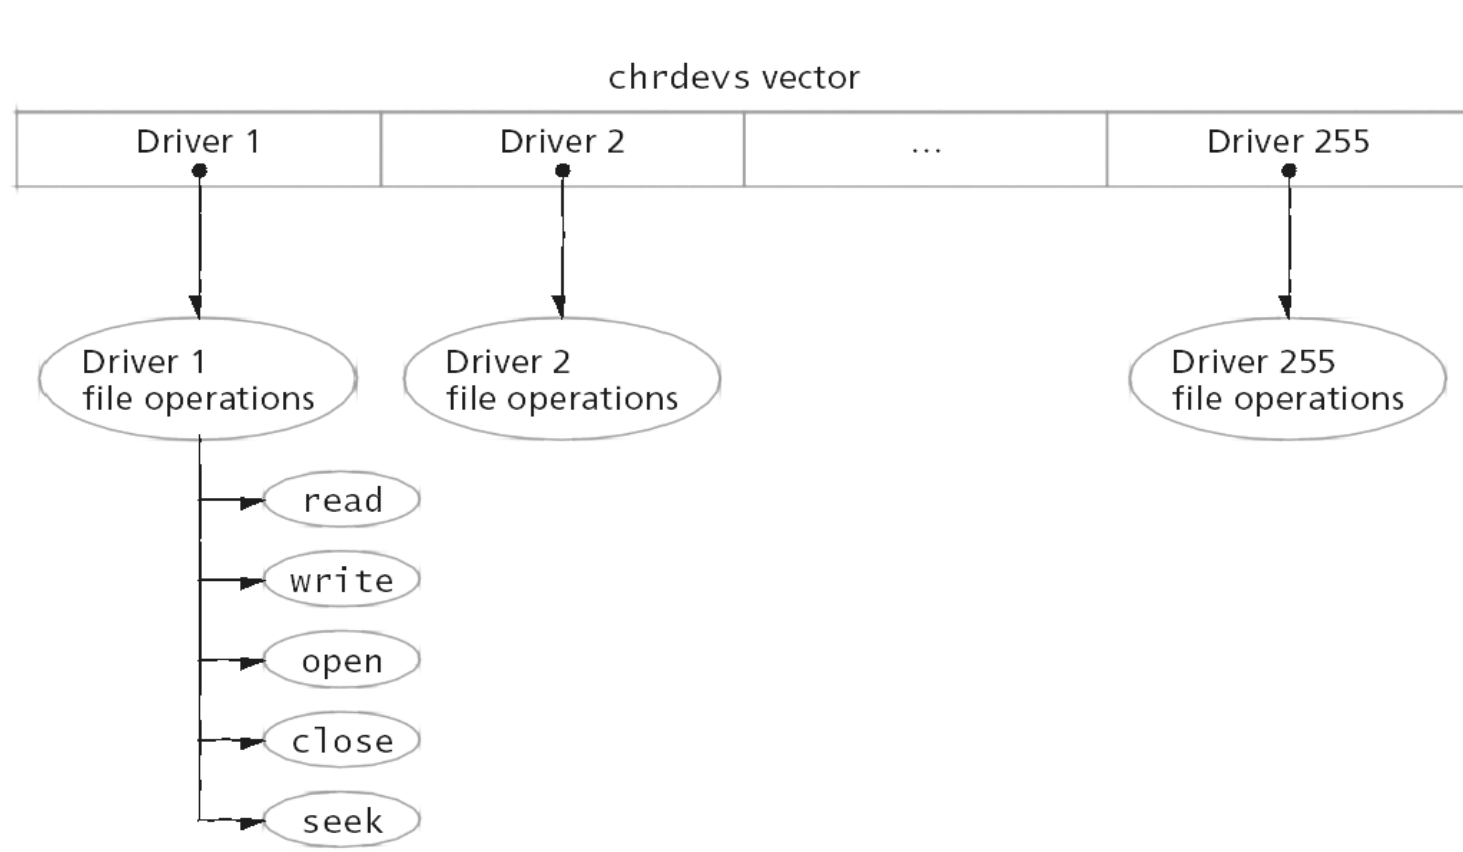 chrdevs vector
Driver 1
Driver 2
...
Driver 255
Driver 1
file operations
Driver 2
file operations
Driver 255
file operations
read
write
open
close
seek